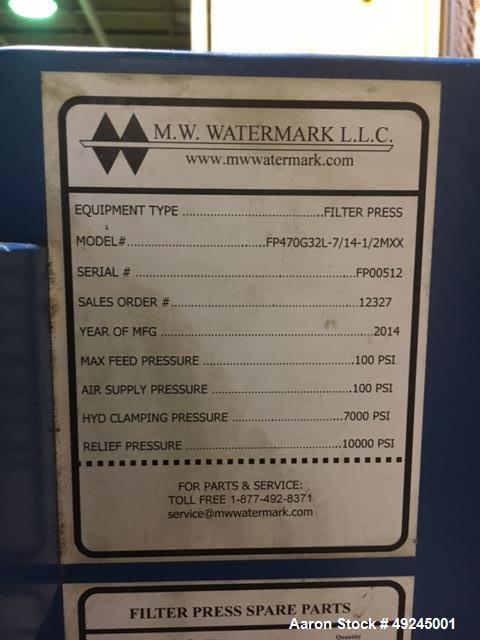 M.W. WATERMARK L.L.C.
www.mwwatermark.com
EQUIPMENT TYPE ..............................FILTER PRESS
MODEL#..............................FP470G32L-7/14-1/2MXX
SERIAL # ..............................FP00512
SALES ORDER #..............................12327
YEAR OF MFG ..............................2014
MAX FEED PRESSURE ..............................100 PSI
AIR SUPPLY PRESSURE ..............................100 PSI
HYD CLAMPING PRESSURE ..............................7000 PSI
RELIEF PRESSURE ..............................10000 PSI
FOR PARTS & SERVICE:
TOLL FREE 1-877-492-8371
service@mwwatermark.com
FILTER PRESS SPARE PARTS
Quantity
Aaron Stock # 49245001